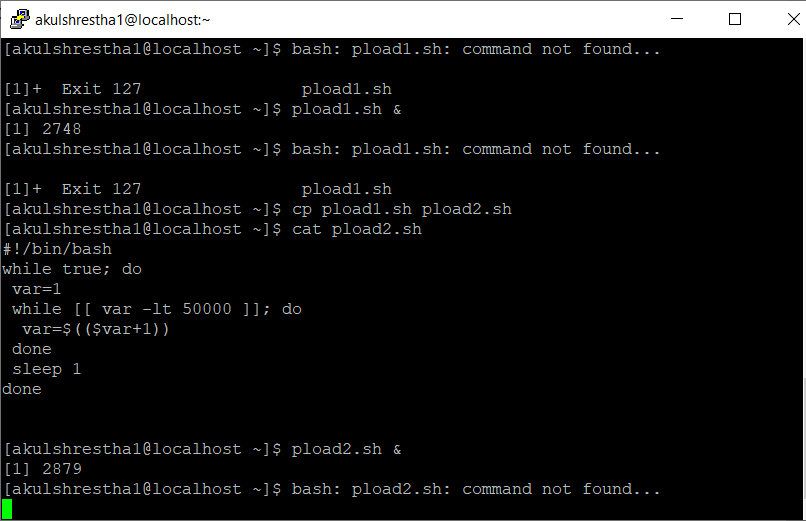 akulshrestha1@localhost:~
[akulshrestha1@localhost ~]$ bash: pload1.sh: command not found...
[1]+  Exit 127                pload1.sh
[akulshrestha1@localhost ~]$ pload1.sh &
[1] 2748
[akulshrestha1@localhost ~]$ bash: pload1.sh: command not found...
[1]+  Exit 127                pload1.sh
[akulshrestha1@localhost ~]$ cp pload1.sh pload2.sh
[akulshrestha1@localhost ~]$ cat pload2.sh
#!/bin/bash
while true; do
 var=1
 while [[ var -lt 50000 ]]; do
  var=$(($var+1))
 done
 sleep 1
done
[akulshrestha1@localhost ~]$ pload2.sh &
[1] 2879
[akulshrestha1@localhost ~]$ bash: pload2.sh: command not found...